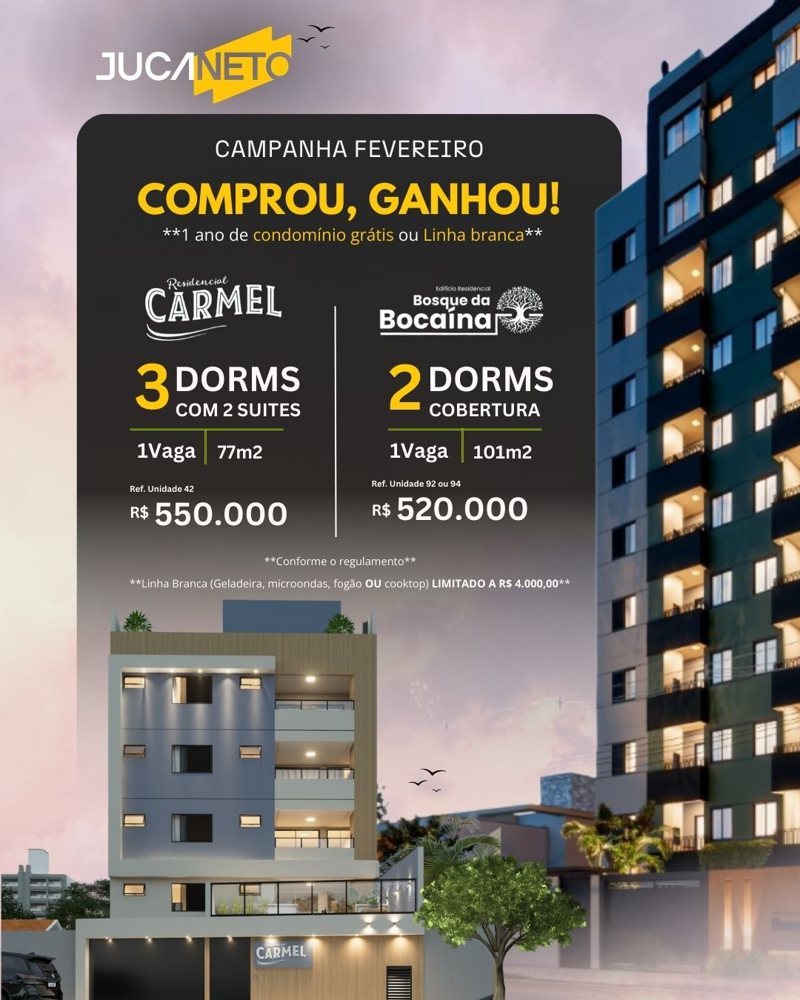 JUCANETO
CAMPANHA FEVEREIRO
COMPROU, GANHOU!
**1 ano de condomínio grátis ou Linha branca**
Residencial
CARMEL
3 DORMS
COM 2 SUITES
1Vaga 77m2
Ref. Unidade 42
R$ 550.000
Edifício Residencial
Bosque da
Bocaína
2 DORMS
COBERTURA
1Vaga 101m2
Ref. Unidade 92 ou 94
R$ 520.000
**Conforme o regulamento**
**Linha Branca (Geladeira, microondas, fogão OU cooktop) LIMITADO A R$ 4.000,00**
CARMEL